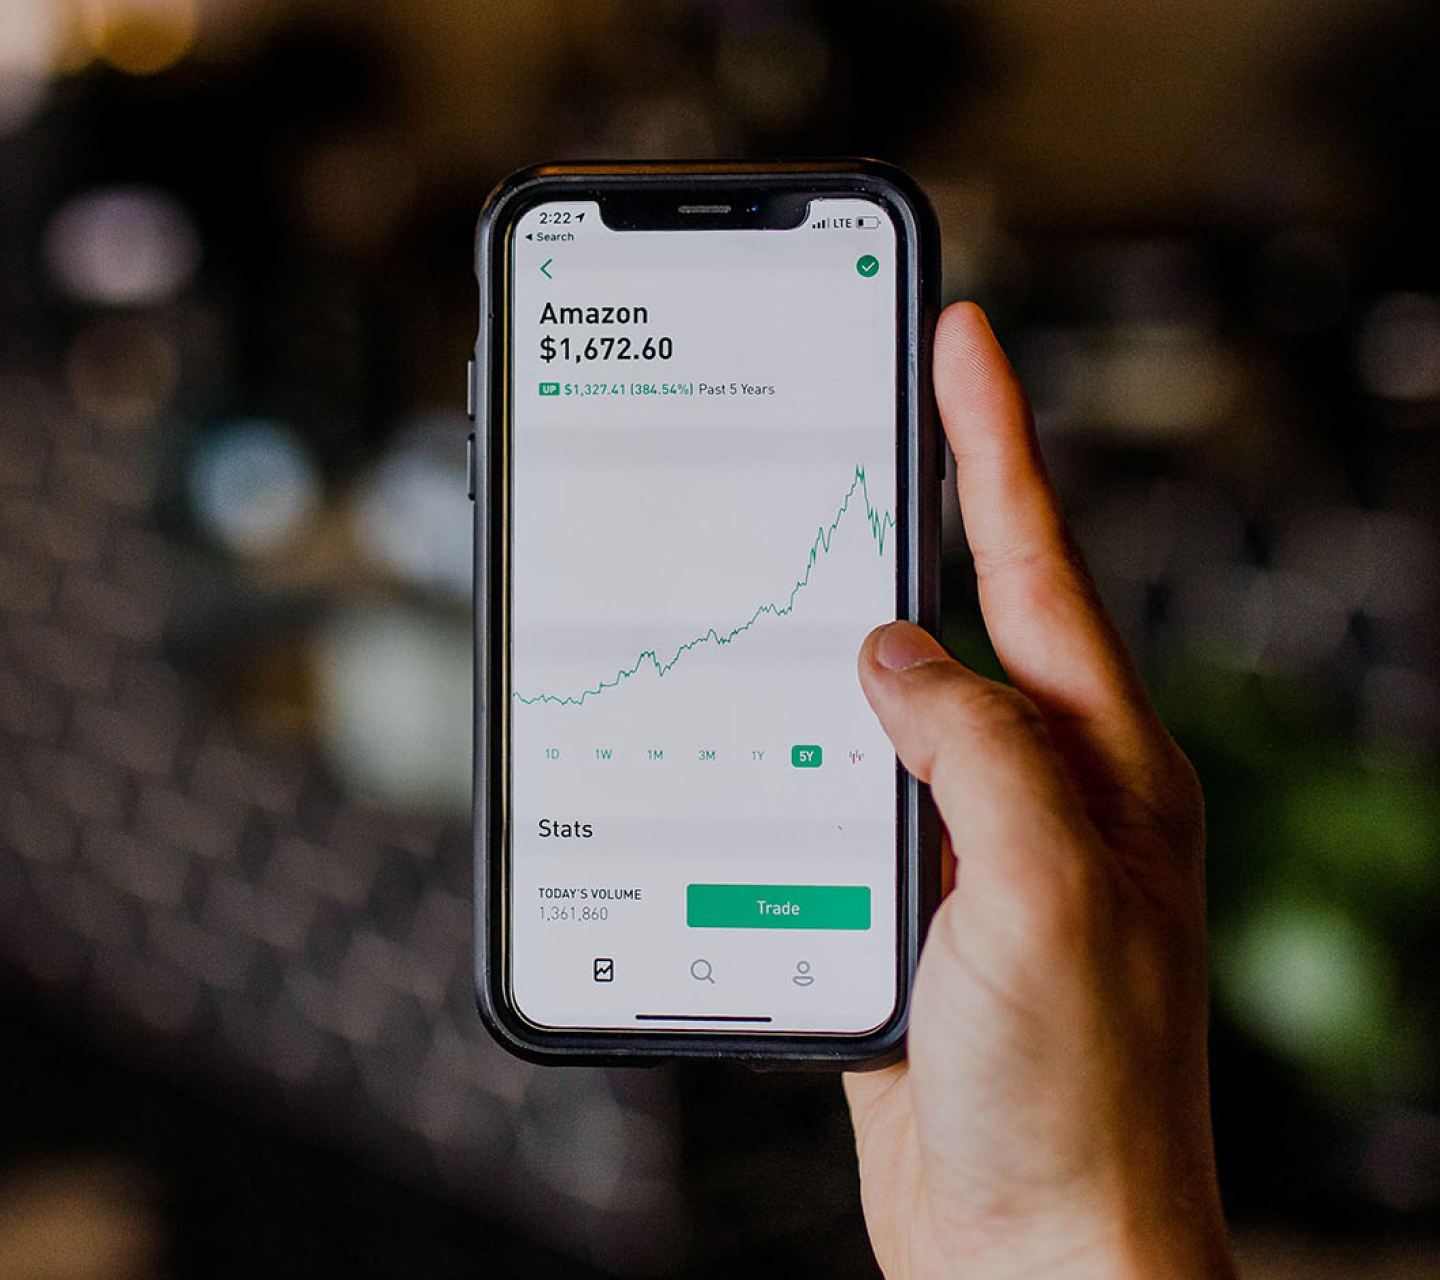 2:22 LTE
Search
Amazon
$1,672.60
UP $1,327.41 (384.54%) Past 5 Years
1D 1W 1M 3M 1Y 5Y
Stats
TODAY'S VOLUME
1,361,860
Trade